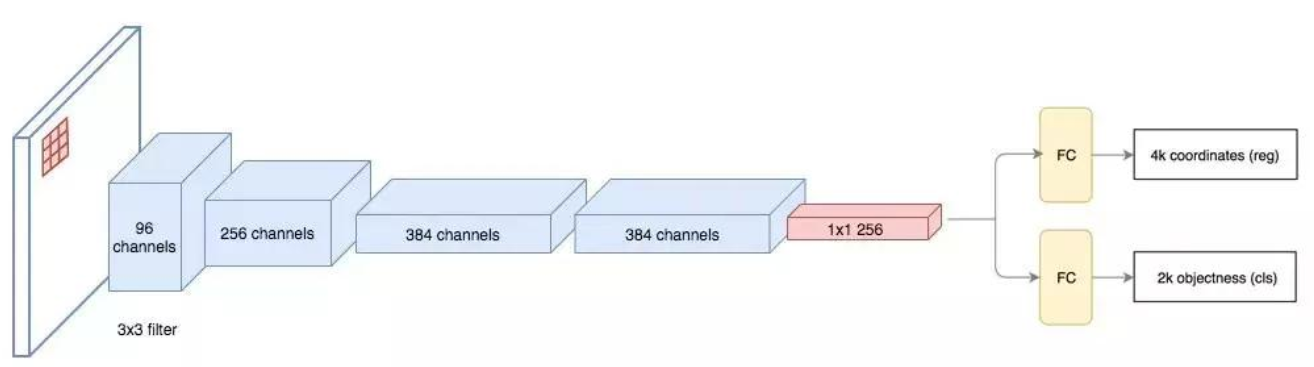 96
channels
256 channels
384 channels
384 channels
1x1 256
3x3 filter
FC
4k coordinates (reg)
FC
2k objectness (cls)